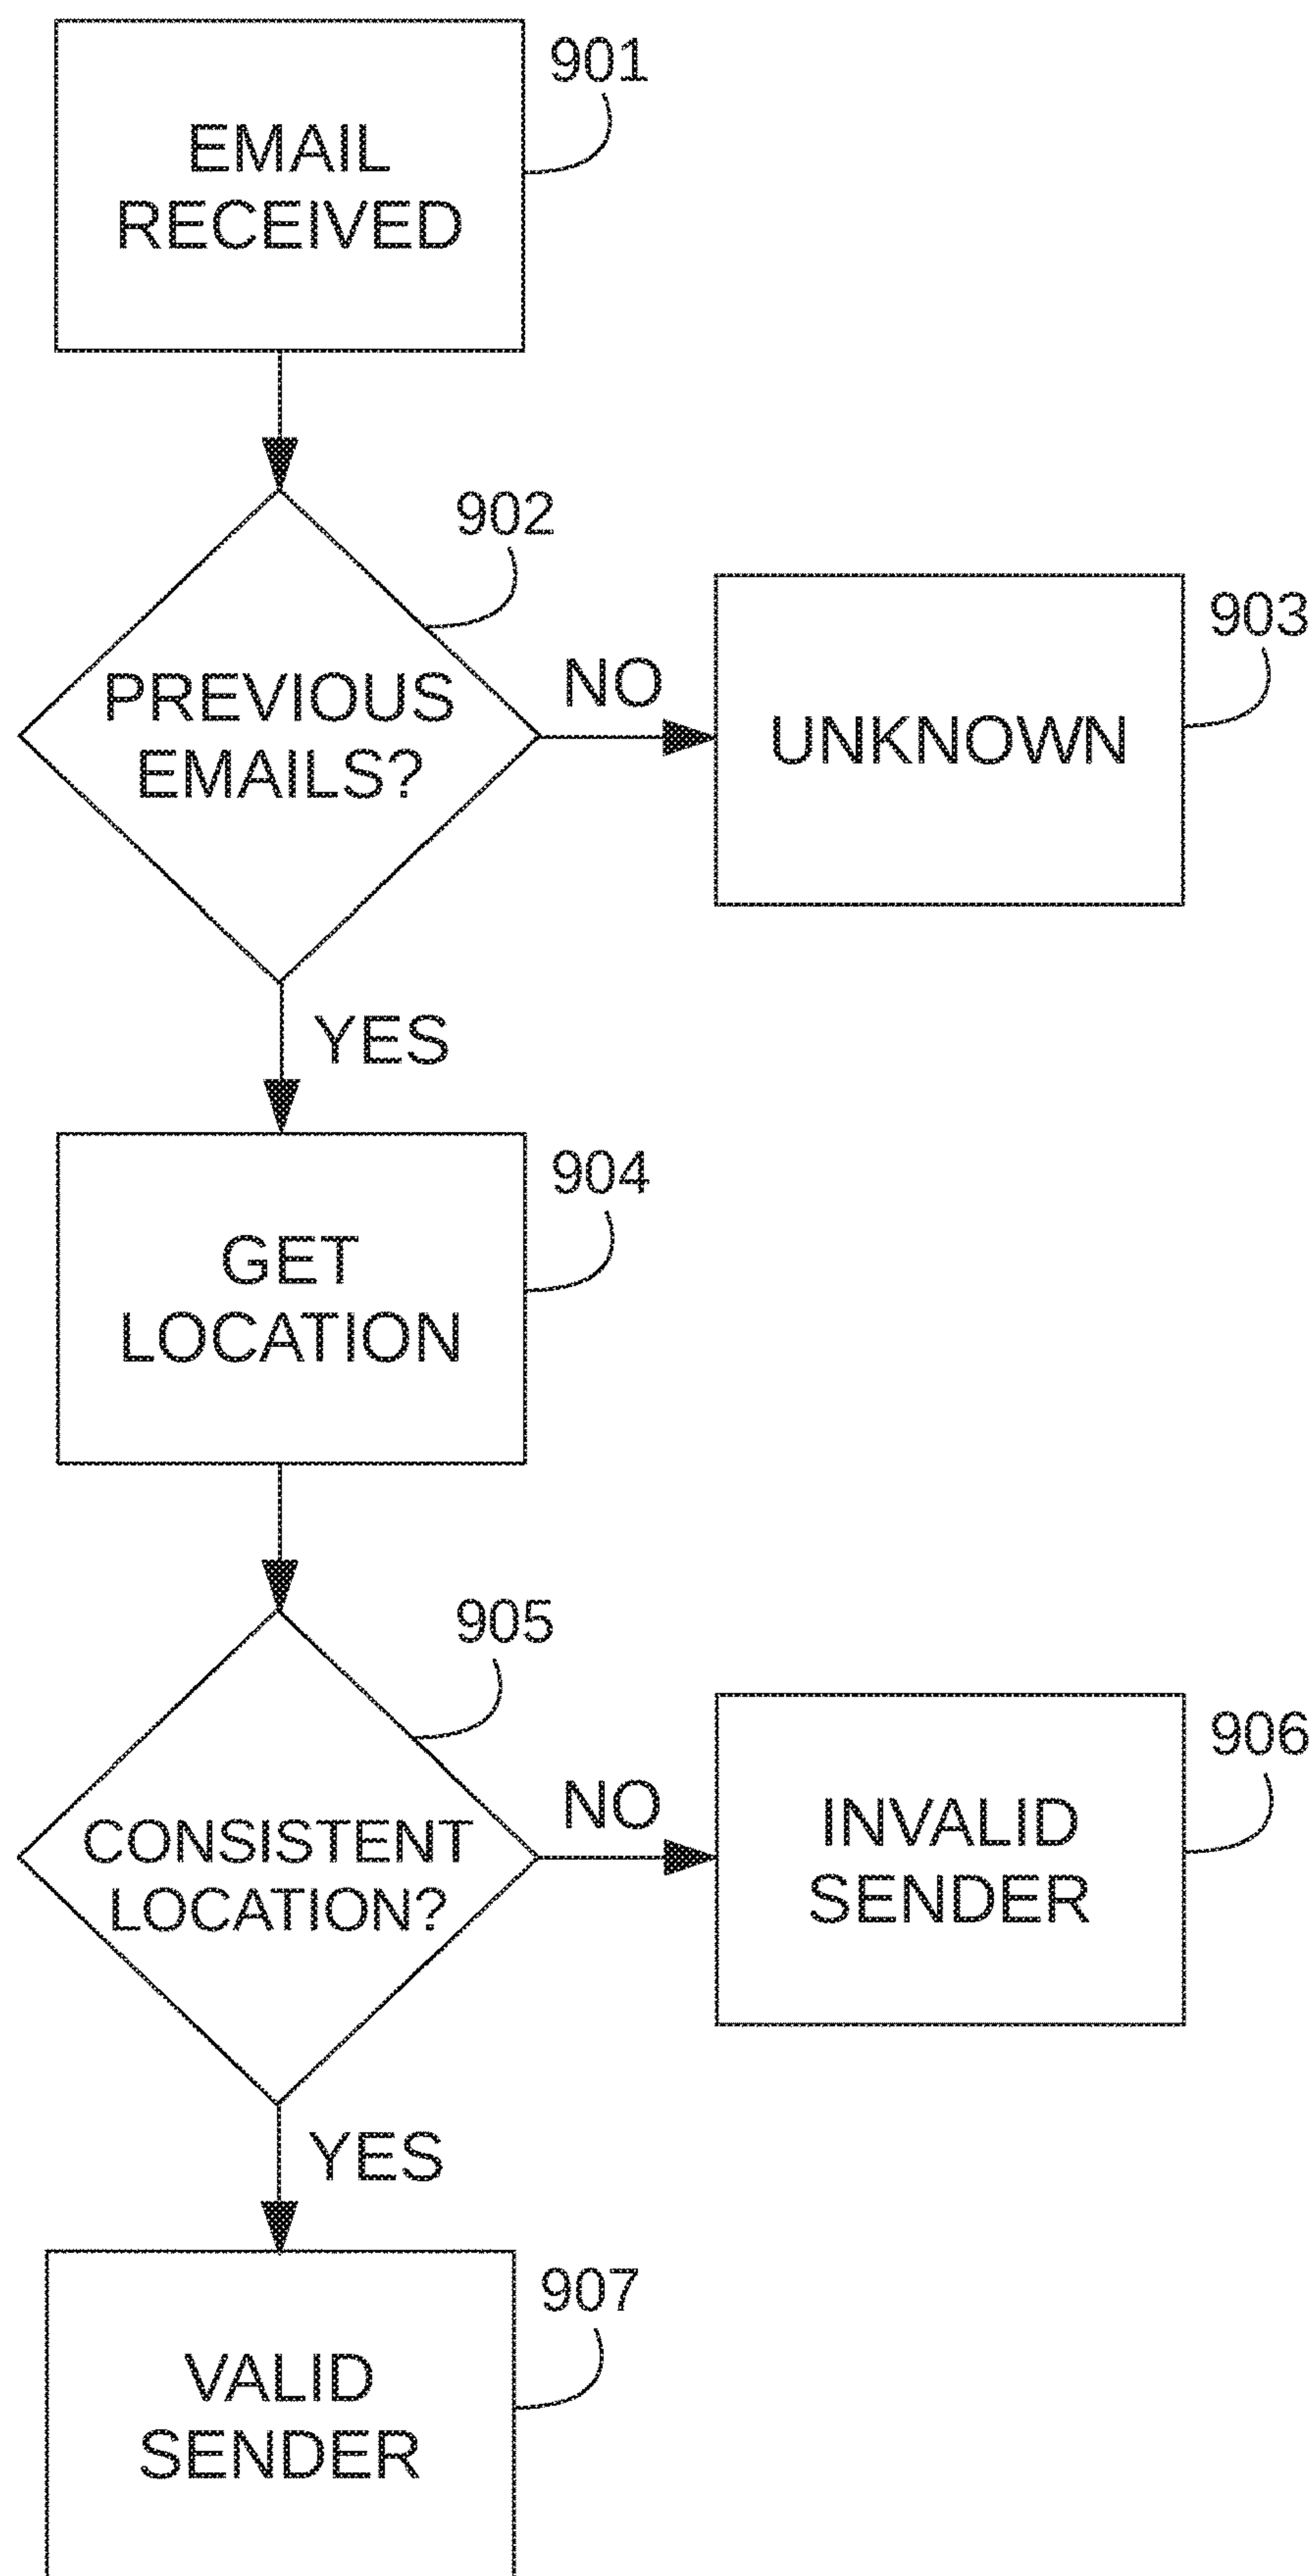 901
EMAIL
RECEIVED
902
PREVIOUS
EMAILS?
NO
903
UNKNOWN
YES
904
GET
LOCATION
905
CONSISTENT
LOCATION?
NO
906
INVALID
SENDER
YES
907
VALID
SENDER